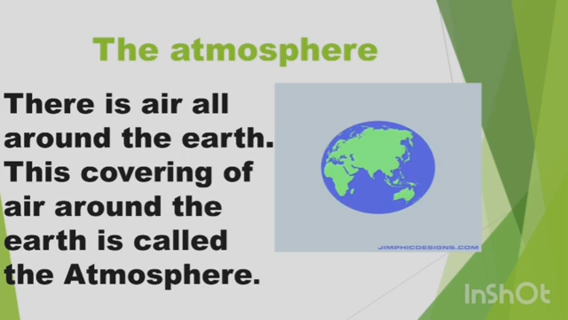 The atmosphere
There is air all
around the earth.
This covering of
air around the
earth is called
the Atmosphere.
JIMPHICDESIGNS.COM
InShOt